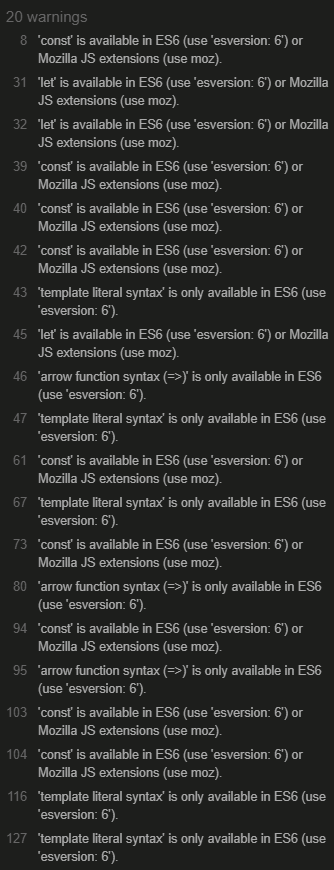 20 warnings
8 'const' is available in ES6 (use 'esversion: 6') or
Mozilla JS extensions (use moz).
31 'let' is available in ES6 (use 'esversion: 6') or Mozilla
JS extensions (use moz).
32 'let' is available in ES6 (use 'esversion: 6') or Mozilla
JS extensions (use moz).
39 'const' is available in ES6 (use 'esversion: 6') or
Mozilla JS extensions (use moz).
40 'const' is available in ES6 (use 'esversion: 6') or
Mozilla JS extensions (use moz).
42 'const' is available in ES6 (use 'esversion: 6') or
Mozilla JS extensions (use moz).
43 'template literal syntax' is only available in ES6 (use
'esversion: 6').
45 'let' is available in ES6 (use 'esversion: 6') or Mozilla
JS extensions (use moz).
46 'arrow function syntax (=>)' is only available in ES6
(use 'esversion: 6').
47 'template literal syntax' is only available in ES6 (use
'esversion: 6').
61 'const' is available in ES6 (use 'esversion: 6') or
Mozilla JS extensions (use moz).
67 'template literal syntax' is only available in ES6 (use
'esversion: 6').
73 'const' is available in ES6 (use 'esversion: 6') or
Mozilla JS extensions (use moz).
80 'arrow function syntax (=>)' is only available in ES6
(use 'esversion: 6').
94 'const' is available in ES6 (use 'esversion: 6') or
Mozilla JS extensions (use moz).
95 'arrow function syntax (=>)' is only available in ES6
(use 'esversion: 6').
103 'const' is available in ES6 (use 'esversion: 6') or
Mozilla JS extensions (use moz).
104 'const' is available in ES6 (use 'esversion: 6') or
Mozilla JS extensions (use moz).
116 'template literal syntax' is only available in ES6 (use
'esversion: 6').
127 'template literal syntax' is only available in ES6 (use
'esversion: 6').